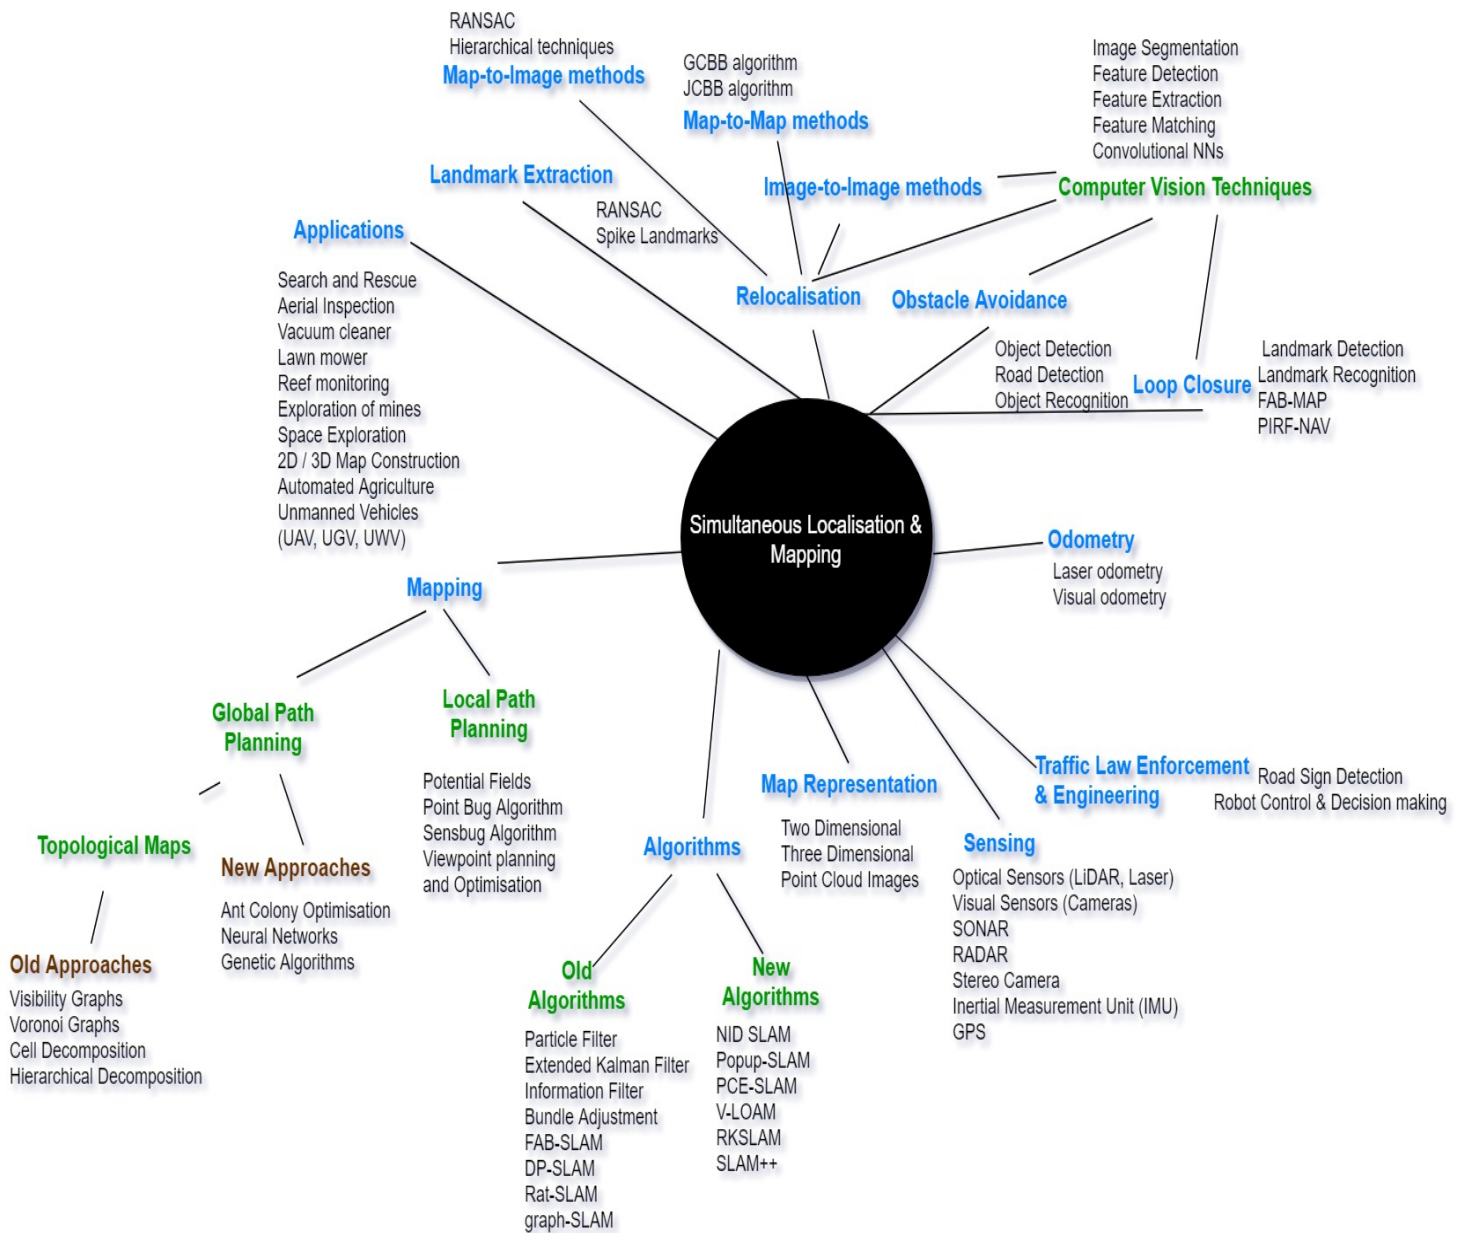 RANSAC
Hierarchical techniques
Map-to-Image methods
GCBB algorithm
JCBB algorithm
Map-to-Map methods
Image Segmentation
Feature Detection
Feature Extraction
Feature Matching
Convolutional NNs
Computer Vision Techniques
Landmark Extraction
RANSAC
Spike Landmarks
Image-to-Image methods
Applications
Search and Rescue
Aerial Inspection
Vacuum cleaner
Lawn mower
Reef monitoring
Exploration of mines
Space Exploration
2D / 3D Map Construction
Automated Agriculture
Unmanned Vehicles
(UAV, UGV, UWV)
Relocalisation
Obstacle Avoidance
Object Detection
Road Detection
Object Recognition
Loop Closure
Landmark Detection
Landmark Recognition
FAB-MAP
PIRF-NAV
Simultaneous Localisation &
Mapping
Odometry
Laser odometry
Visual odometry
Mapping
Global Path
Planning
Local Path
Planning
Potential Fields
Point Bug Algorithm
Sensbug Algorithm
Viewpoint planning
and Optimisation
Topological Maps
New Approaches
Ant Colony Optimisation
Neural Networks
Genetic Algorithms
Old Approaches
Visibility Graphs
Voronoi Graphs
Cell Decomposition
Hierarchical Decomposition
Algorithms
Old
Algorithms
Particle Filter
Extended Kalman Filter
Information Filter
Bundle Adjustment
FAB-SLAM
DP-SLAM
Rat-SLAM
graph-SLAM
New
Algorithms
NID SLAM
Popup-SLAM
PCE-SLAM
V-LOAM
RKSLAM
SLAM++
Map Representation
Two Dimensional
Three Dimensional
Point Cloud Images
Traffic Law Enforcement
& Engineering
Road Sign Detection
Robot Control & Decision making
Sensing
Optical Sensors (LiDAR, Laser)
Visual Sensors (Cameras)
SONAR
RADAR
Stereo Camera
Inertial Measurement Unit (IMU)
GPS